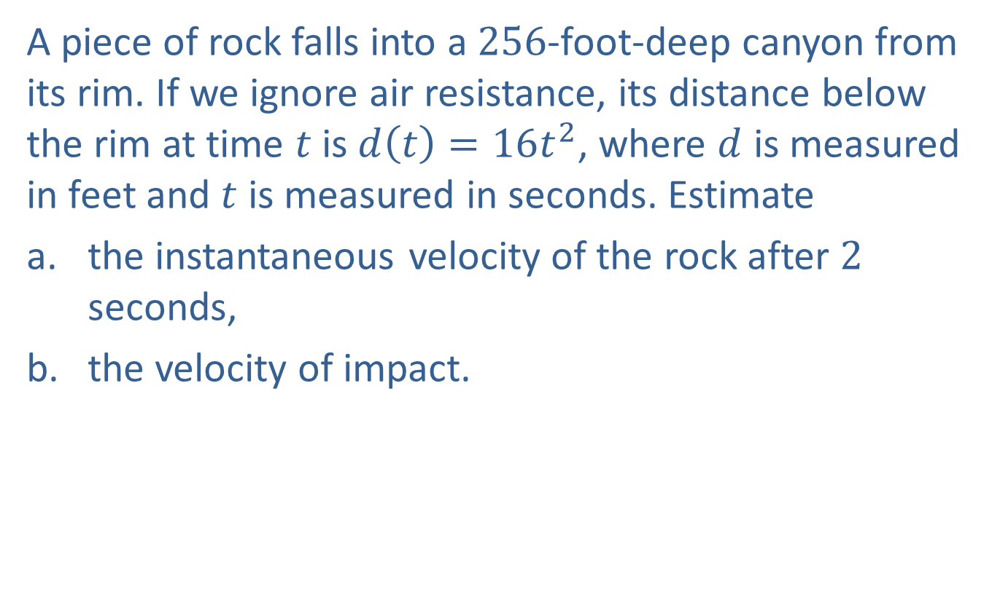 A piece of rock falls into a 256-foot-deep canyon from
its rim. If we ignore air resistance, its distance below
the rim at time t is d(t) = 16t², where d is measured
in feet and t is measured in seconds. Estimate
a. the instantaneous velocity of the rock after 2
seconds,
b. the velocity of impact.